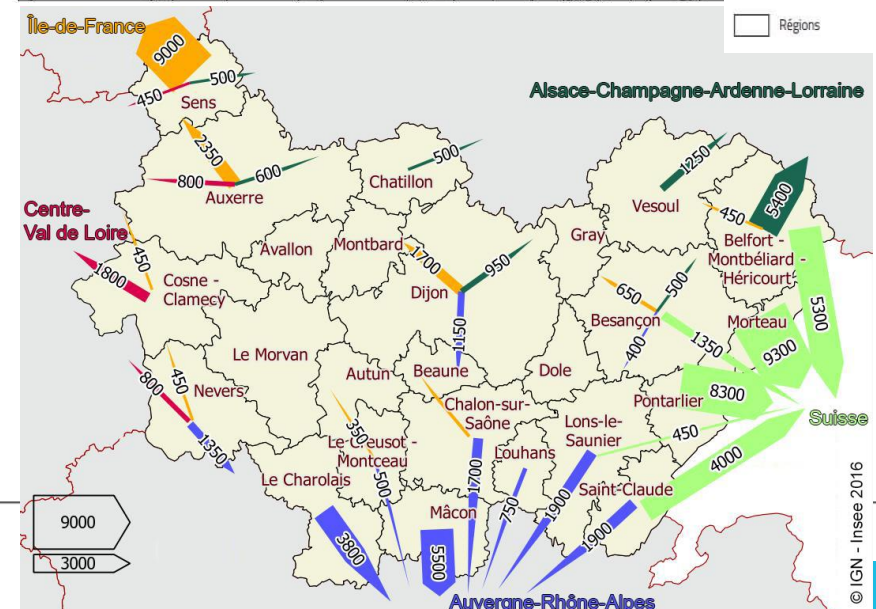 Île-de-France
Régions
9000
450
500
Sens
Alsace-Champagne-Ardenne-Lorraine
2350
800
600
Auxerre
500
Chatillon
1250
Vesoul
5400
450
Belfort -
Montbéliard -
Héricourt
Centre-
Val de Loire
450
1800
Cosne -
Clamecy
Avallon
Montbard
1700
950
Dijon
1150
Gray
650
500
Besançon
400
1350
Morteau
5300
9300
Le Morvan
Autun
Beaune
Dole
8300
Pontarlier
Suisse
800
450
Nevers
1350
350
Le Creusot -
Montceau
500
Chalon-sur-
Saône
1700
Louhans
750
Lons-le-
Saunier
450
1900
4000
Saint-Claude
1900
Le Charolais
3800
Mâcon
5500
9000
3000
Auvergne-Rhône-Alpes
© IGN - Insee 2016